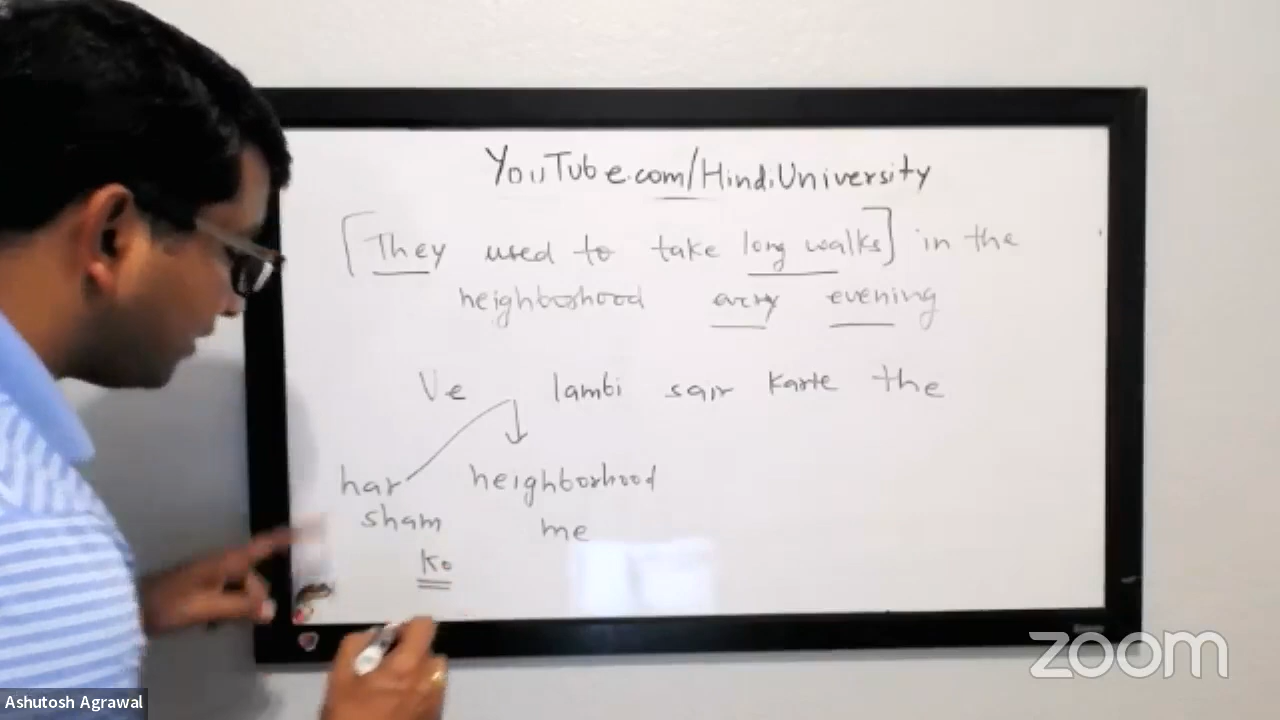 YouTube.com/HindiUniversity
[They used to take long walks] in the
neighborhood every evening
Ve lambi sair karte the
har neighborhood
sham me
ko
zoom
Ashutosh Agrawal